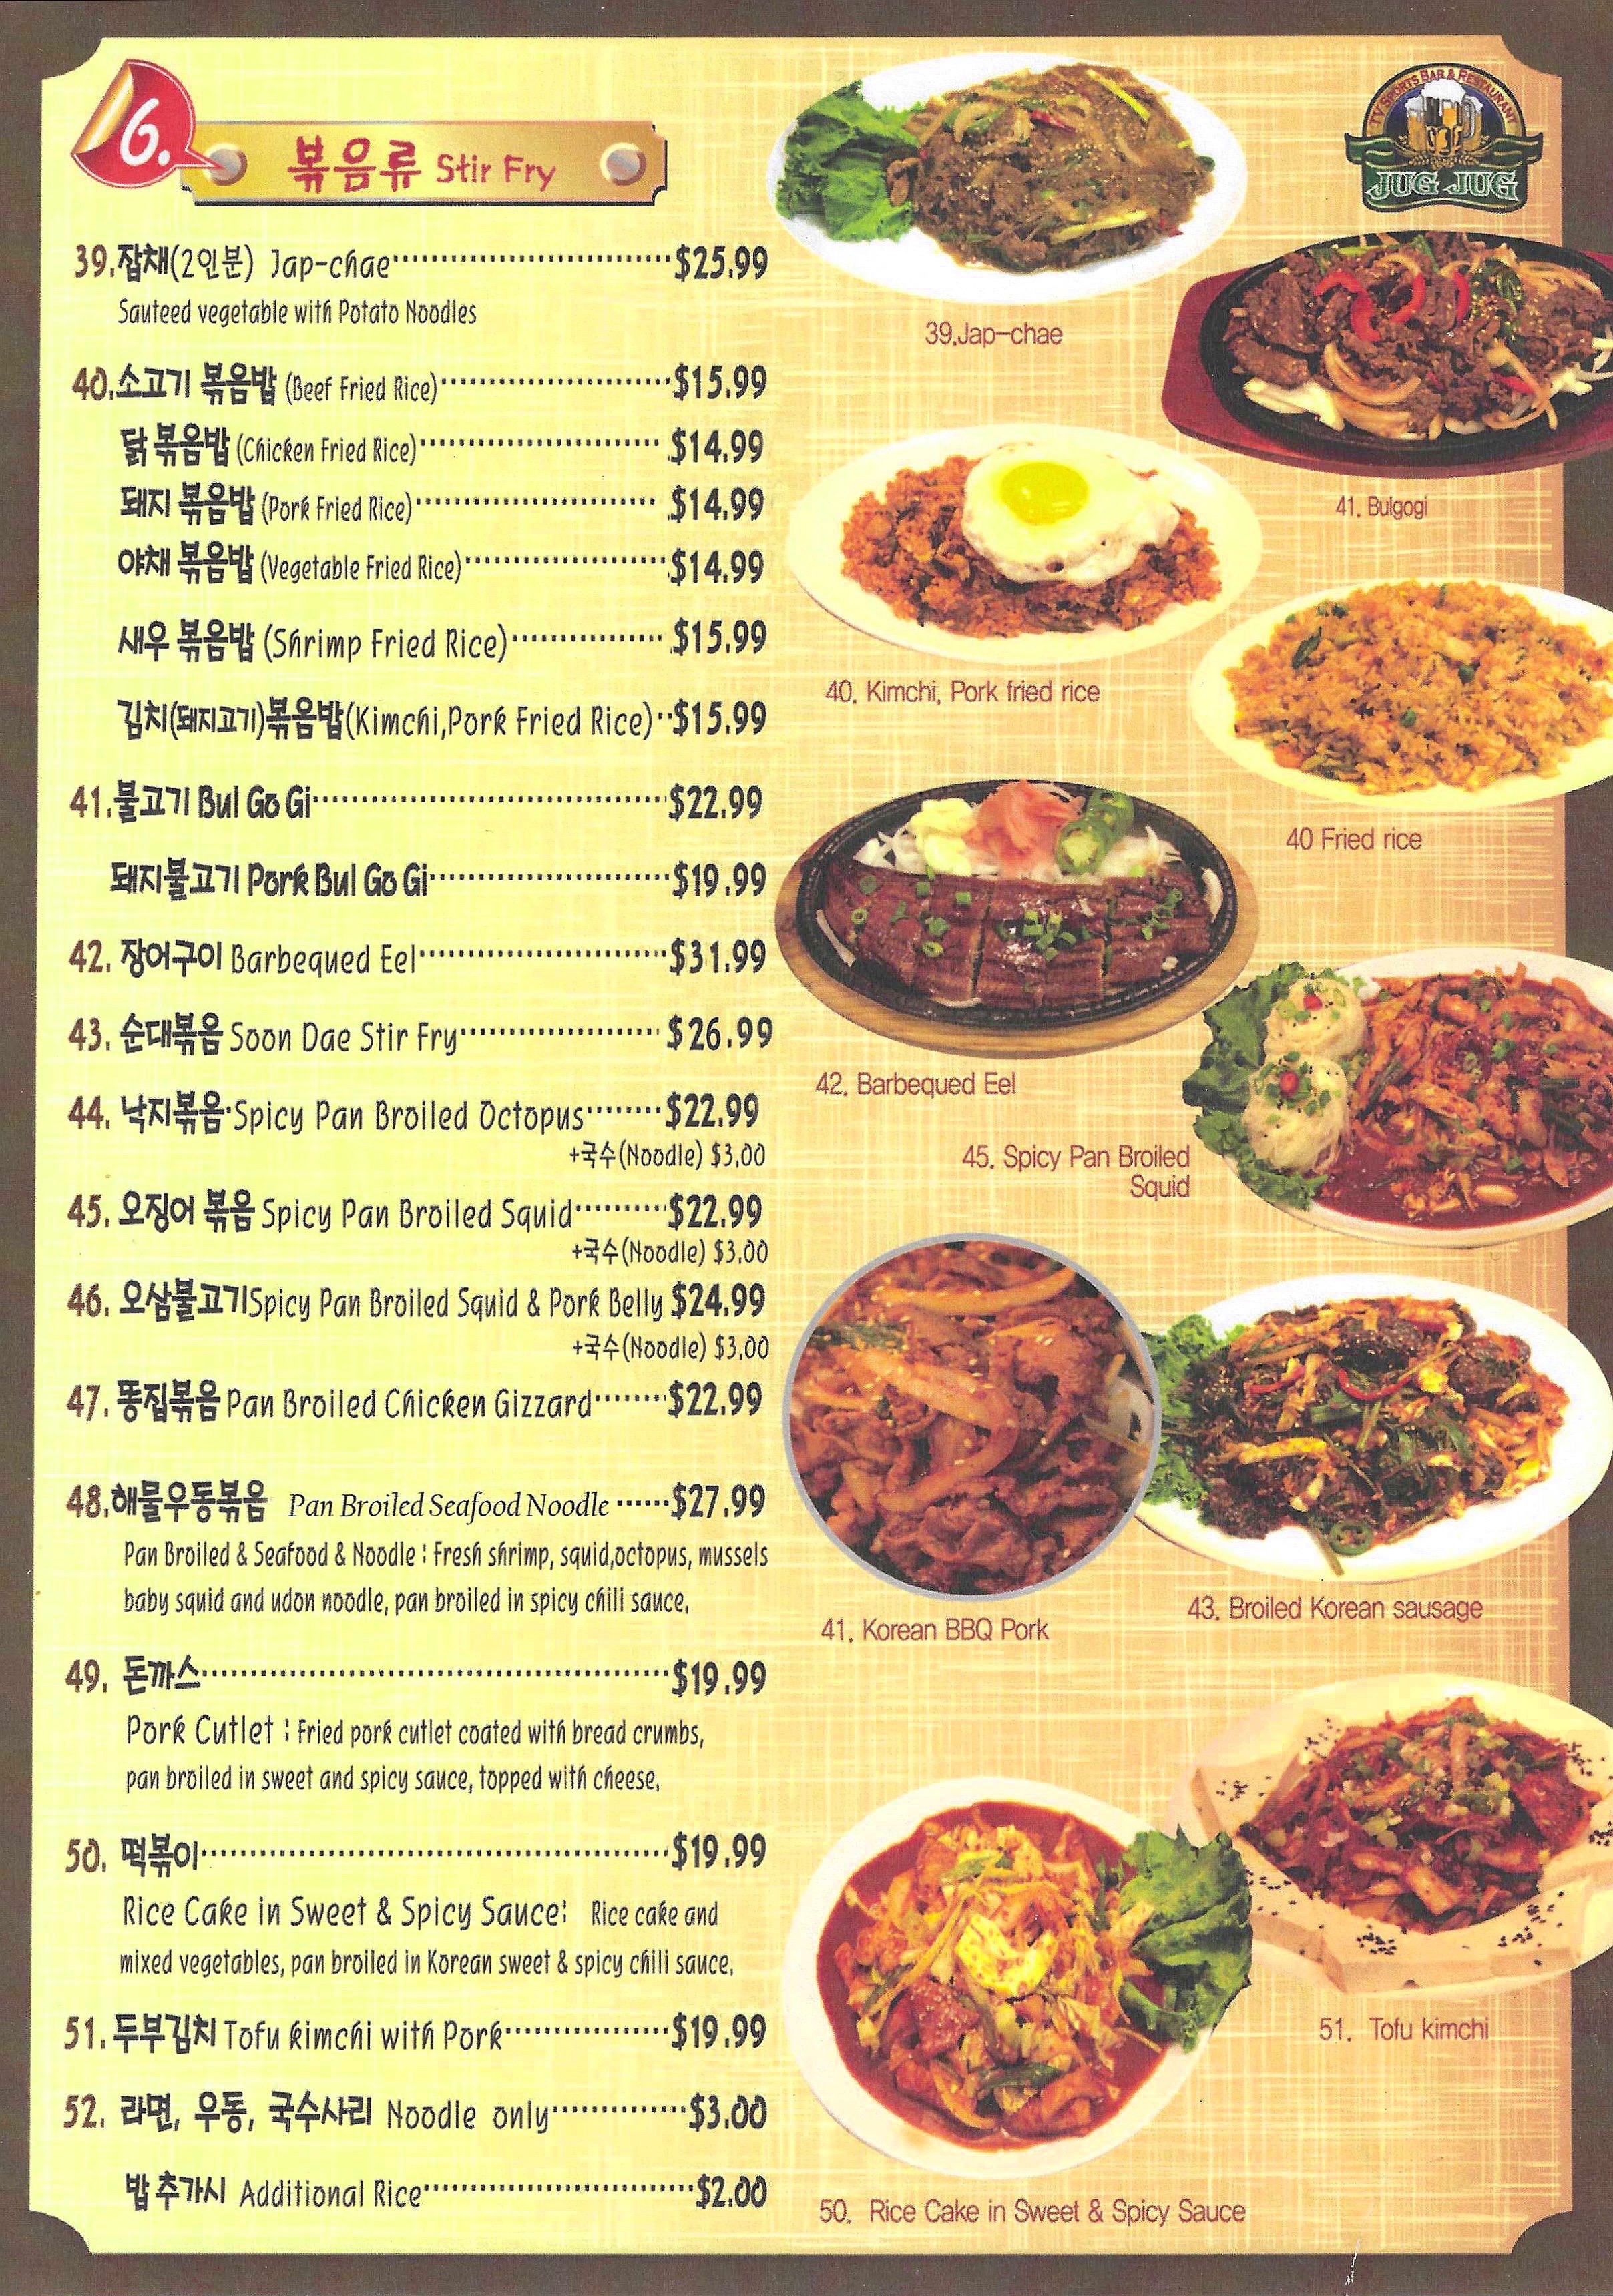 6.
볶음류 Stir Fry
TV SPORTS BAR & RESTAURANT
JUG JUG
39.잡채(2인분) Jap-chae $25.99
Sauteed vegetable with Potato Noodles
40.소고기 볶음밥 (Beef Fried Rice) $15.99
닭 볶음밥 (Chicken Fried Rice) $14.99
돼지 볶음밥 (Pork Fried Rice) $14.99
야채 볶음밥 (Vegetable Fried Rice) $14.99
새우 볶음밥 (Shrimp Fried Rice) $15.99
김치(돼지고기)볶음밥(Kimchi,Pork Fried Rice) $15.99
41.불고기 Bul Go Gi $22.99
돼지불고기 Pork Bul Go Gi $19.99
42. 장어구이 Barbequed Eel $31.99
43. 순대볶음 Soon Dae Stir Fry $26.99
44. 낙지볶음 Spicy Pan Broiled Octopus $22.99
+국수(Noodle) $3.00
45. 오징어 볶음 Spicy Pan Broiled Squid $22.99
+국수(Noodle) $3.00
46. 오삼불고기Spicy Pan Broiled Squid & Pork Belly $24.99
+국수(Noodle) $3.00
47. 똥집볶음 Pan Broiled Chicken Gizzard $22.99
48.해물우동볶음 Pan Broiled Seafood Noodle $27.99
Pan Broiled & Seafood & Noodle : Fresh shrimp, squid,octopus, mussels
baby squid and udon noodle, pan broiled in spicy chili sauce.
49. 돈까스 $19.99
Pork Cutlet : Fried pork cutlet coated with bread crumbs,
pan broiled in sweet and spicy sauce, topped with cheese.
50. 떡볶이 $19.99
Rice Cake in Sweet & Spicy Sauce: Rice cake and
mixed vegetables, pan broiled in Korean sweet & spicy chili sauce.
51. 두부김치 Tofu kimchi with Pork $19.99
52. 라면, 우동, 국수사리 Noodle only $3.00
밥 추가시 Additional Rice $2.00
39.Jap-chae
41. Bulgogi
40. Kimchi, Pork fried rice
40 Fried rice
42. Barbequed Eel
45. Spicy Pan Broiled
Squid
41. Korean BBQ Pork
43. Broiled Korean sausage
51. Tofu kimchi
50. Rice Cake in Sweet & Spicy Sauce